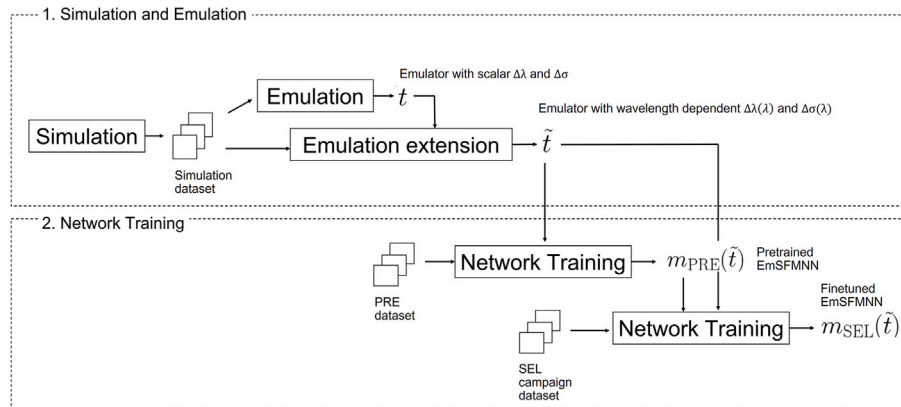 1. Simulation and Emulation
Emulator with scalar Δλ and Δσ
Emulation
t
Emulator with wavelength dependent Δλ(λ) and Δσ(λ)
Simulation
Emulation extension
t̃
Simulation
dataset
2. Network Training
Network Training
m_PRE(t̃)
Pretrained
EmSFMNN
PRE
dataset
Finetuned
EmSFMNN
Network Training
m_SEL(t̃)
SEL
campaign
dataset